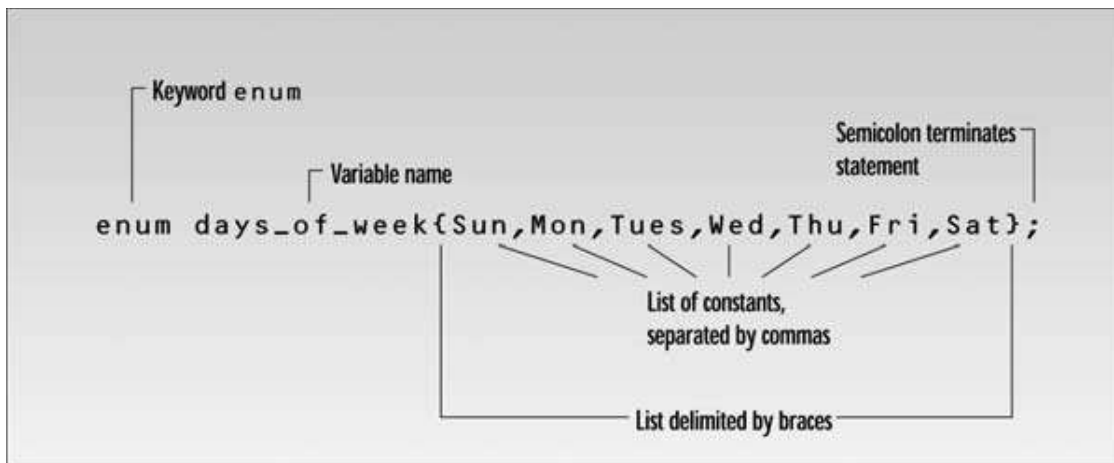 Keyword enum
Semicolon terminates
statement
Variable name
enum days_of_week{Sun,Mon,Tues,Wed,Thu,Fri,Sat};
List of constants,
separated by commas
List delimited by braces